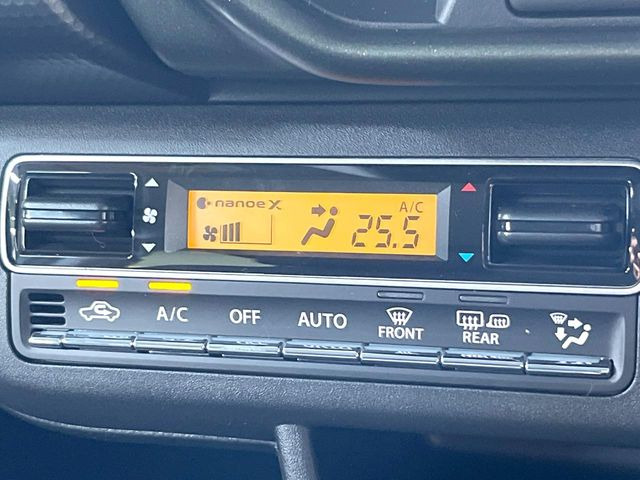 nanoe X
A/C
25.5
A/C
OFF
AUTO
FRONT
REAR